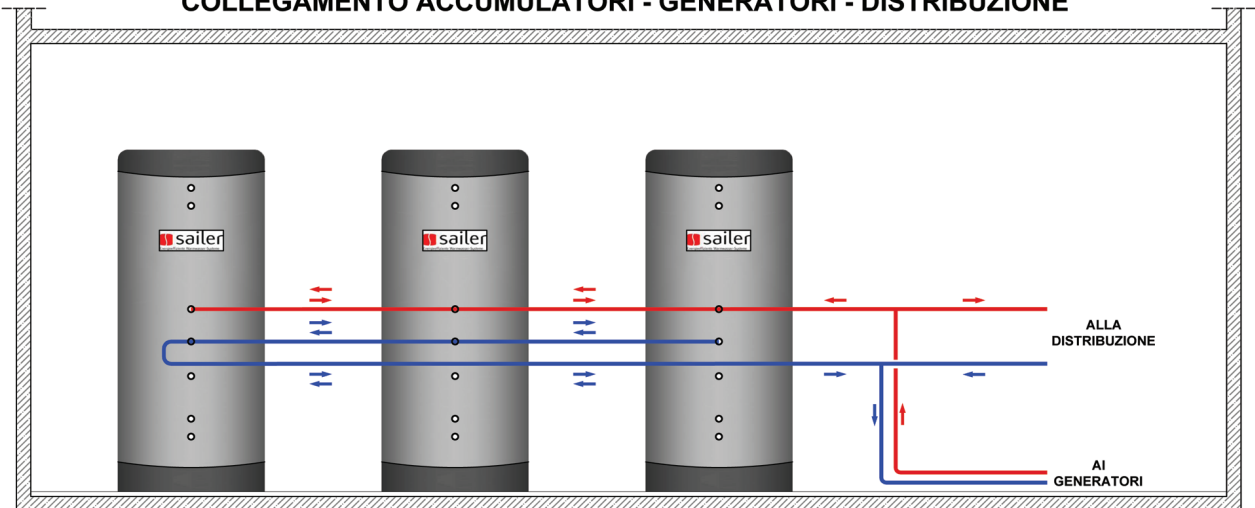 COLLEGAMENTO ACCUMULATORI - GENERATORI - DISTRIBUZIONE
sailer
sailer
sailer
ALLA
DISTRIBUZIONE
AI
GENERATORI